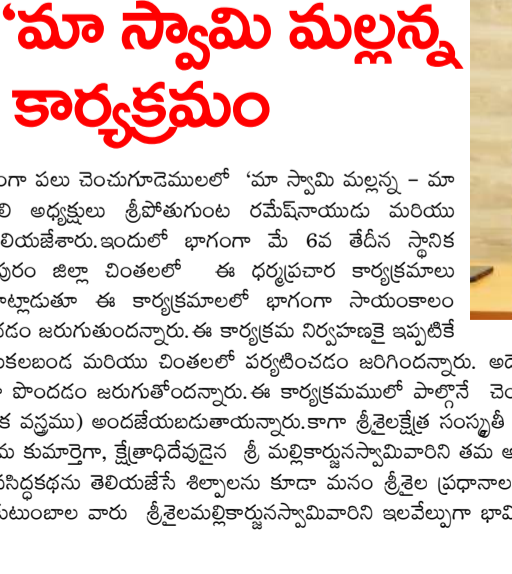 ‘మా స్వామి మల్లన్న
కార్యక్రమం
ంగా పలు చెంచుగూడెములలో ‘మా స్వామి మల్లన్న – మా
లి అధ్యక్షులు శ్రీపోతుగుంట రమేష్‌నాయుడు మరియు
లియజేశారు.ఇందులో భాగంగా మే 6వ తేదీన స్థానిక
పురం జిల్లా చింతలలో ఈ ధర్మప్రచార కార్యక్రమాలు
ాట్లాడుతూ ఈ కార్యక్రమాలలో భాగంగా సాయంకాలం
డం జరుగుతుందన్నారు.ఈ కార్యక్రమ నిర్వహణకై ఇప్పటికే
ుకలబండ మరియు చింతలలో పర్యటించడం జరిగిందన్నారు. అదే
పొందడం జరుగుతోందన్నారు.ఈ కార్యక్రమములో పాల్గొనే చెం
క వస్త్రము) అందజేయబడుతాయన్నారు.కాగా శ్రీశైలక్షేత్ర సంస్కృతీ
మ కుమార్తెగా, క్షేత్రాధిదేవుడైన శ్రీ మల్లికార్జునస్వామివారిని తమ అ
సిద్ధకథను తెలియజేసే శిల్పాలను కూడా మనం శ్రీశైల ప్రధానాల
ుటుంబాల వారు శ్రీశైలమల్లికార్జునస్వామివారిని ఇలవేల్పుగా భావి